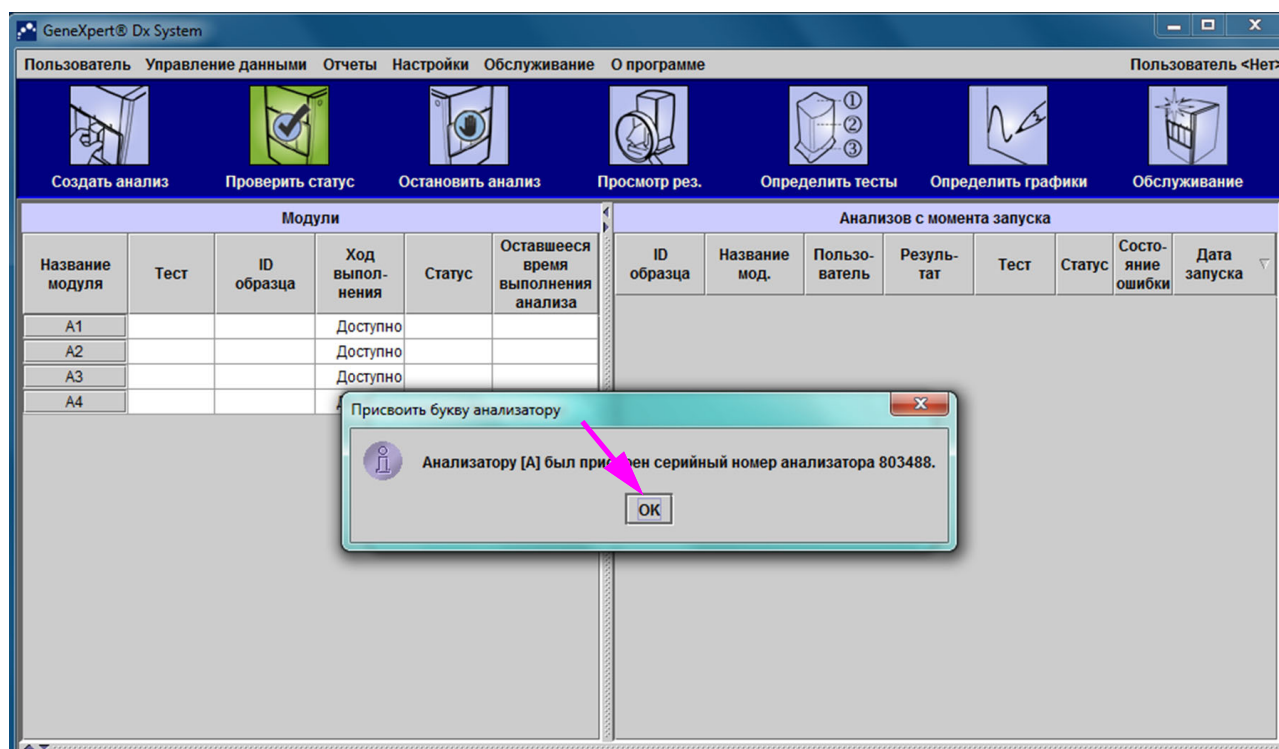 GeneXpert® Dx System
Пользователь Управление данными Отчеты Настройки Обслуживание О программе Пользователь <Нет>
1
2
3
Создать анализ Проверить статус Остановить анализ Просмотр рез. Определить тесты Определить графики Обслуживание
Модули
Название модуля
Тест
ID образца
Ход выпол-
нения
Статус
Оставшееся
время
выполнения
анализа
Анализов с момента запуска
ID образца
Название мод.
Пользо-
ватель
Резуль-
тат
Тест
Статус
Состо-
яние
ошибки
Дата запуска
A1 Доступно
A2 Доступно
A3 Доступно
A4
Присвоить букву анализатору
Анализатору [A] был серийный номер анализатора 803488.
OK